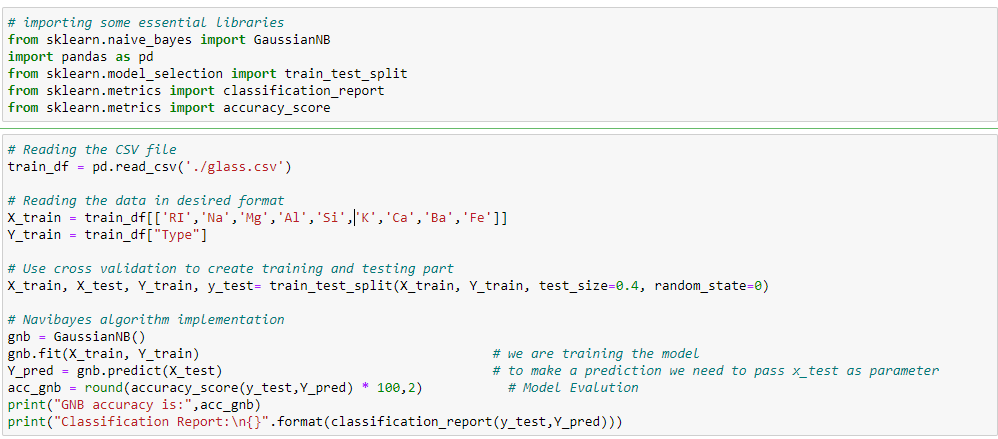 # importing some essential libraries
from sklearn.naive_bayes import GaussianNB
import pandas as pd
from sklearn.model_selection import train_test_split
from sklearn.metrics import classification_report
from sklearn.metrics import accuracy_score
# Reading the CSV file
train_df = pd.read_csv('./glass.csv')
# Reading the data in desired format
X_train = train_df[['RI','Na','Mg','Al','Si','K','Ca','Ba','Fe']]
Y_train = train_df["Type"]
# Use cross validation to create training and testing part
X_train, X_test, Y_train, y_test= train_test_split(X_train, Y_train, test_size=0.4, random_state=0)
# Navibayes algorithm implementation
gnb = GaussianNB()
gnb.fit(X_train, Y_train) # we are training the model
Y_pred = gnb.predict(X_test) # to make a prediction we need to pass x_test as parameter
acc_gnb = round(accuracy_score(y_test,Y_pred) * 100,2) # Model Evalution
print("GNB accuracy is:",acc_gnb)
print("Classification Report:\n{}".format(classification_report(y_test,Y_pred)))